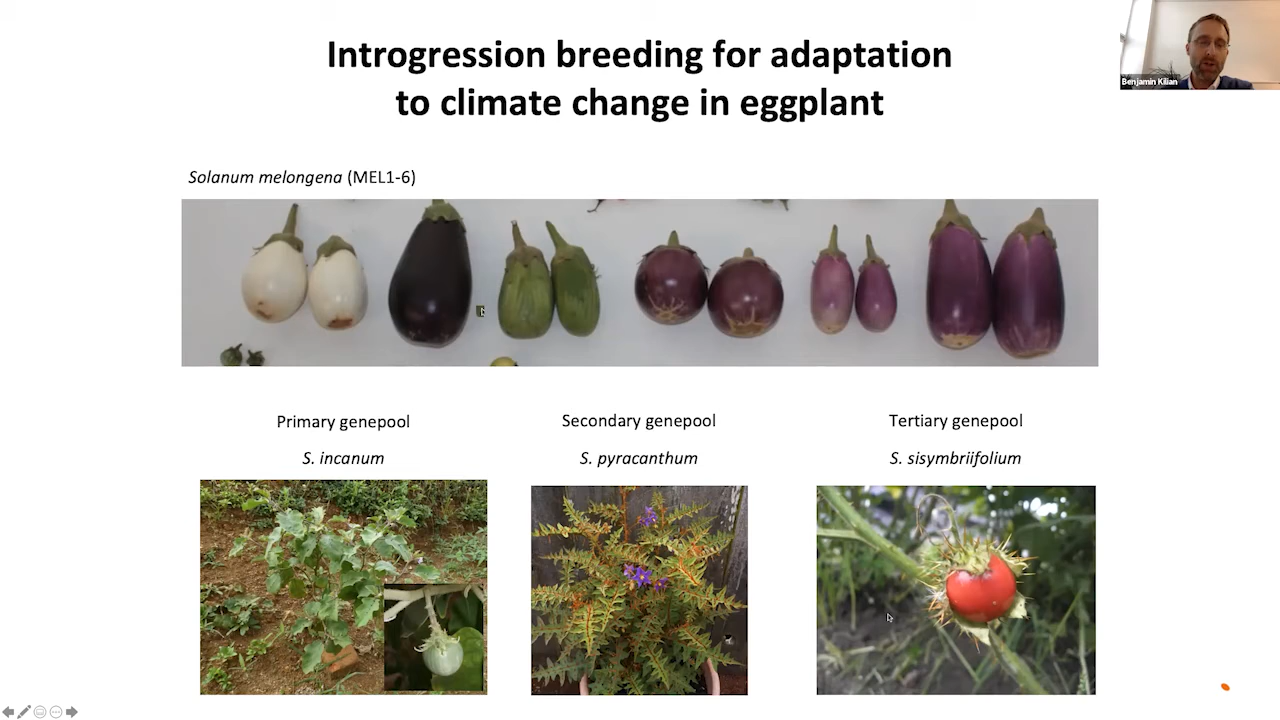 Introgression breeding for adaptation
to climate change in eggplant
Benjamin Kilian
Solanum melongena (MEL1-6)
Primary genepool
Secondary genepool
Tertiary genepool
S. incanum
S. pyracanthum
S. sisymbriifolium